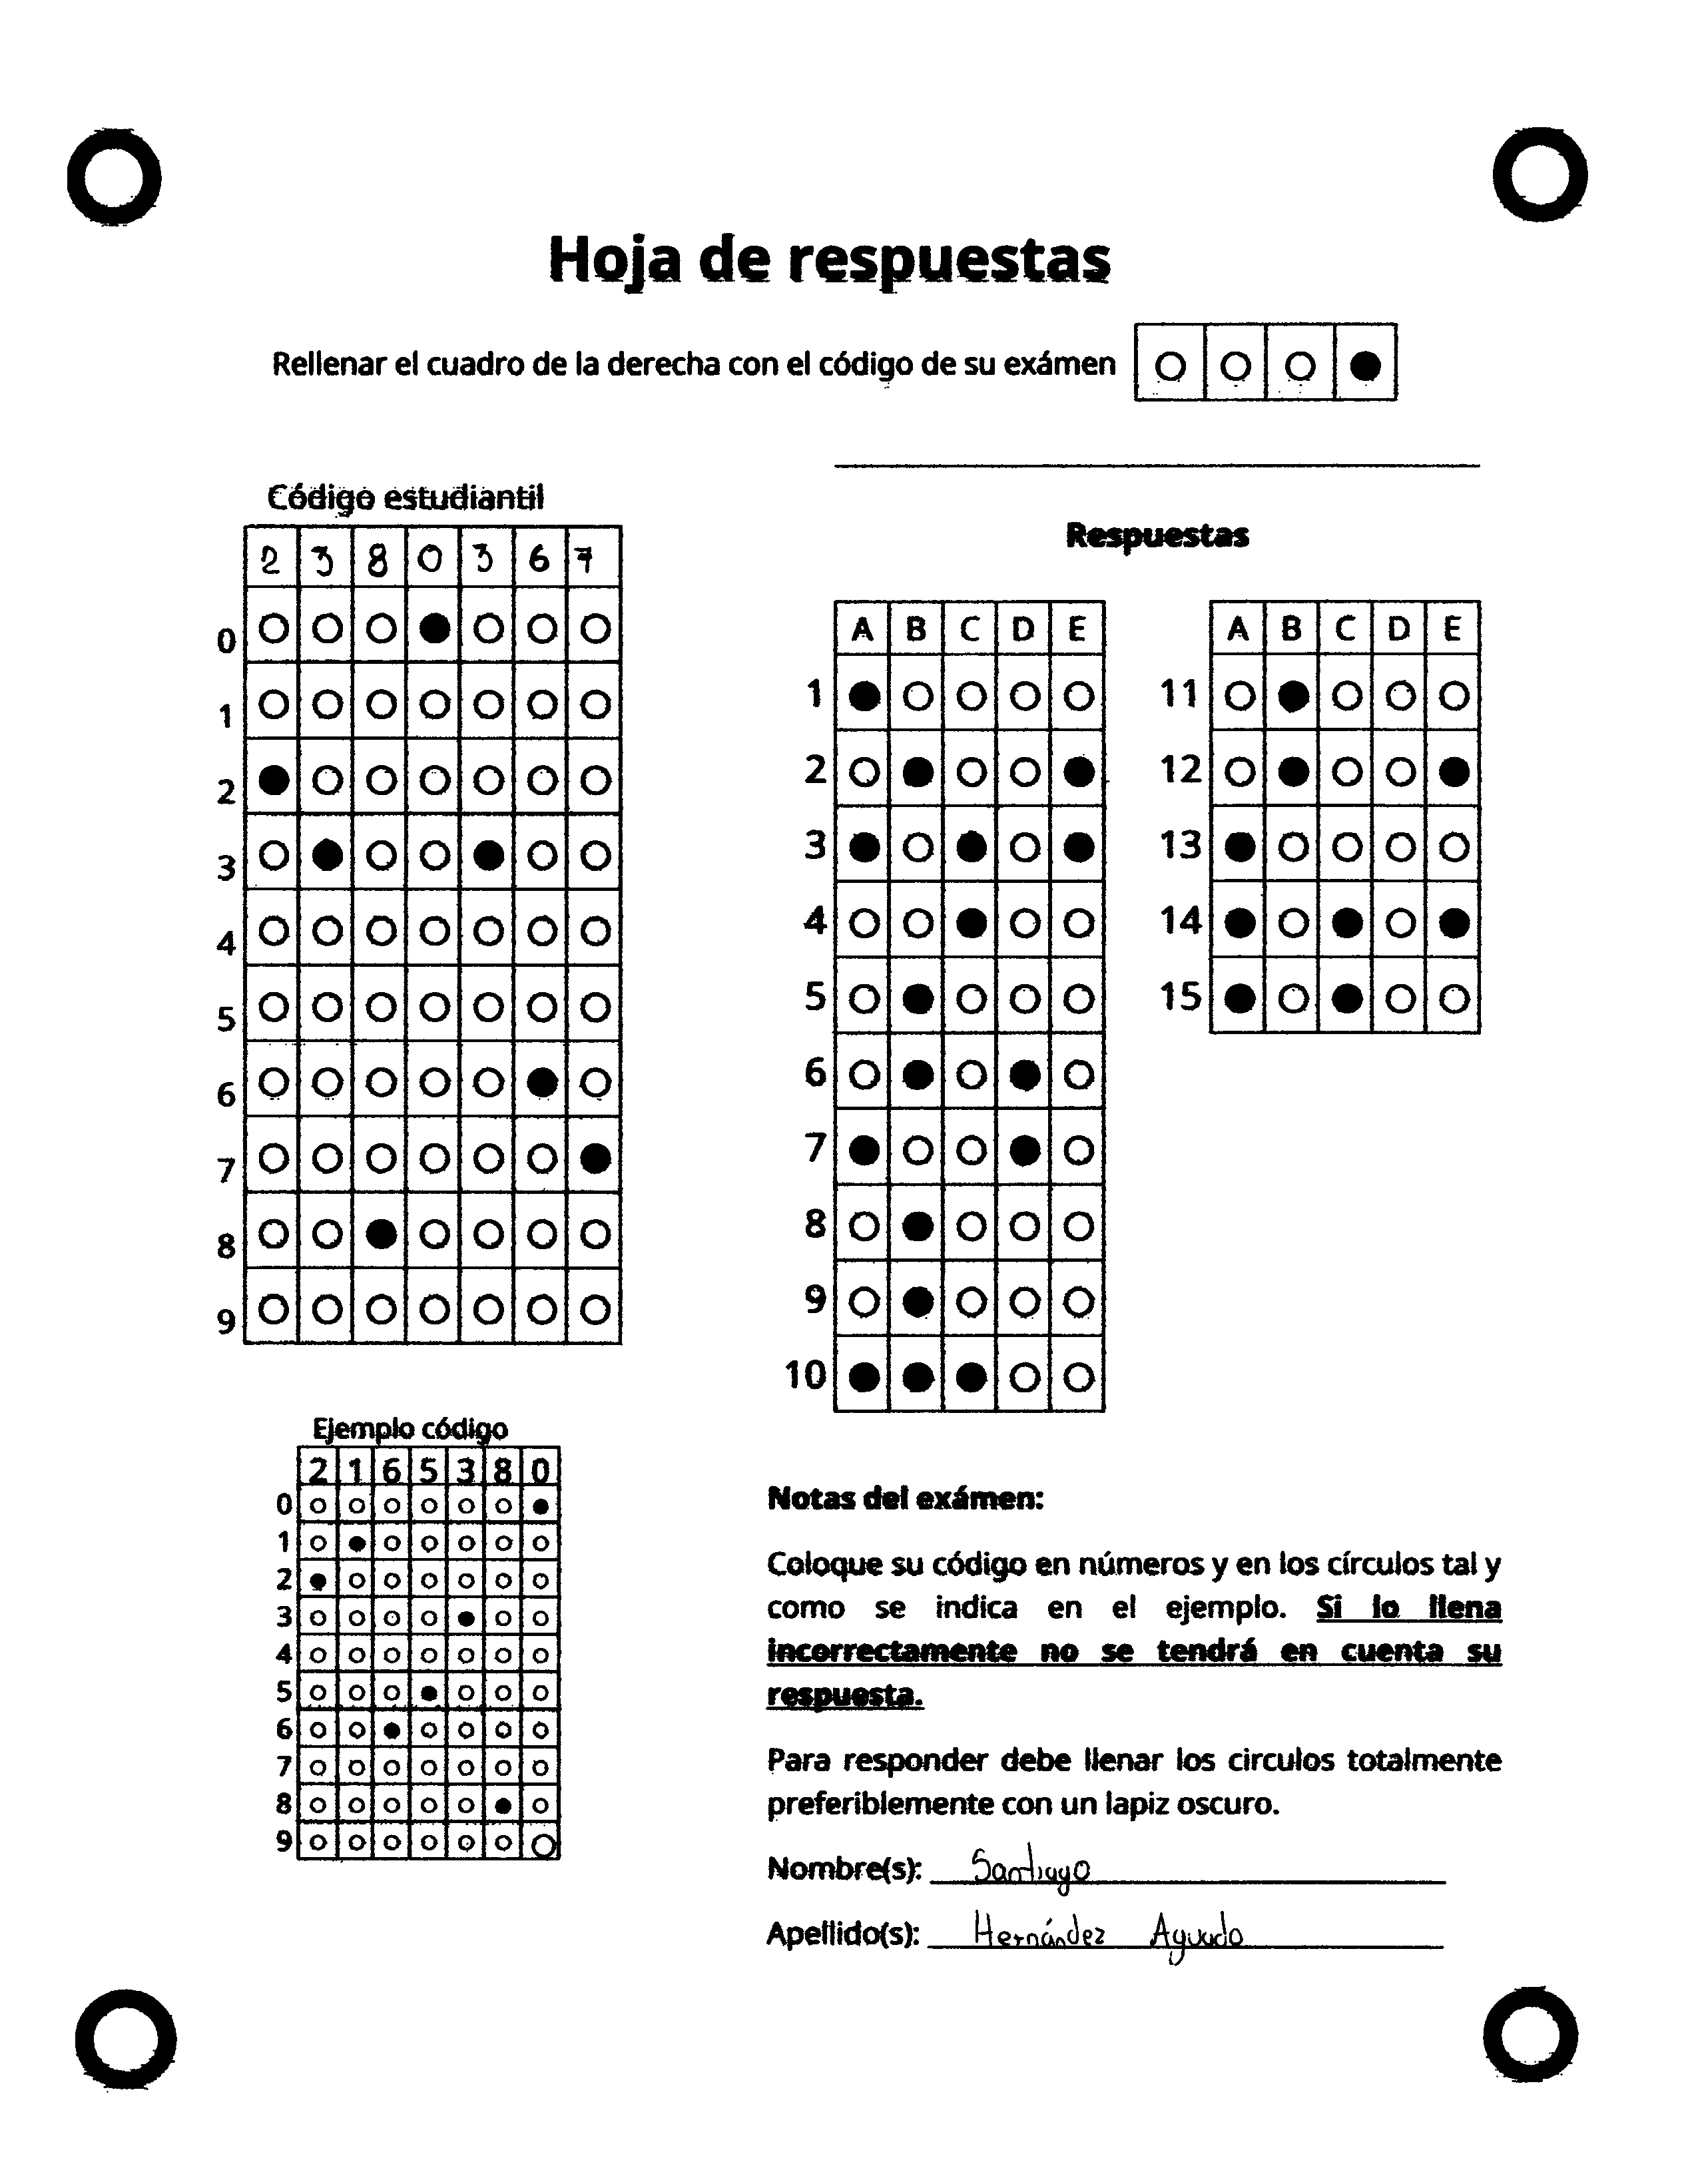 Hoja de respuestas
Rellenar el cuadro de la derecha con el código de su exámen
Código estudiantil
2 3 8 0 3 6 7
0
1
2
3
4
5
6
7
8
9
Respuestas
A B C D E
1
2
3
4
5
6
7
8
9
10
A B C D E
11
12
13
14
15
Ejemplo código
2 1 6 5 3 8 0
0
1
2
3
4
5
6
7
8
9
Notas del exámen:
Coloque su código en números y en los círculos tal y
como se indica en el ejemplo. Si lo llena
incorrectamente no se tendrá en cuenta su
respuesta.
Para responder debe llenar los circulos totalmente
preferiblemente con un lapiz oscuro.
Nombre(s): Santiago
Apellido(s): Hernández Agudo